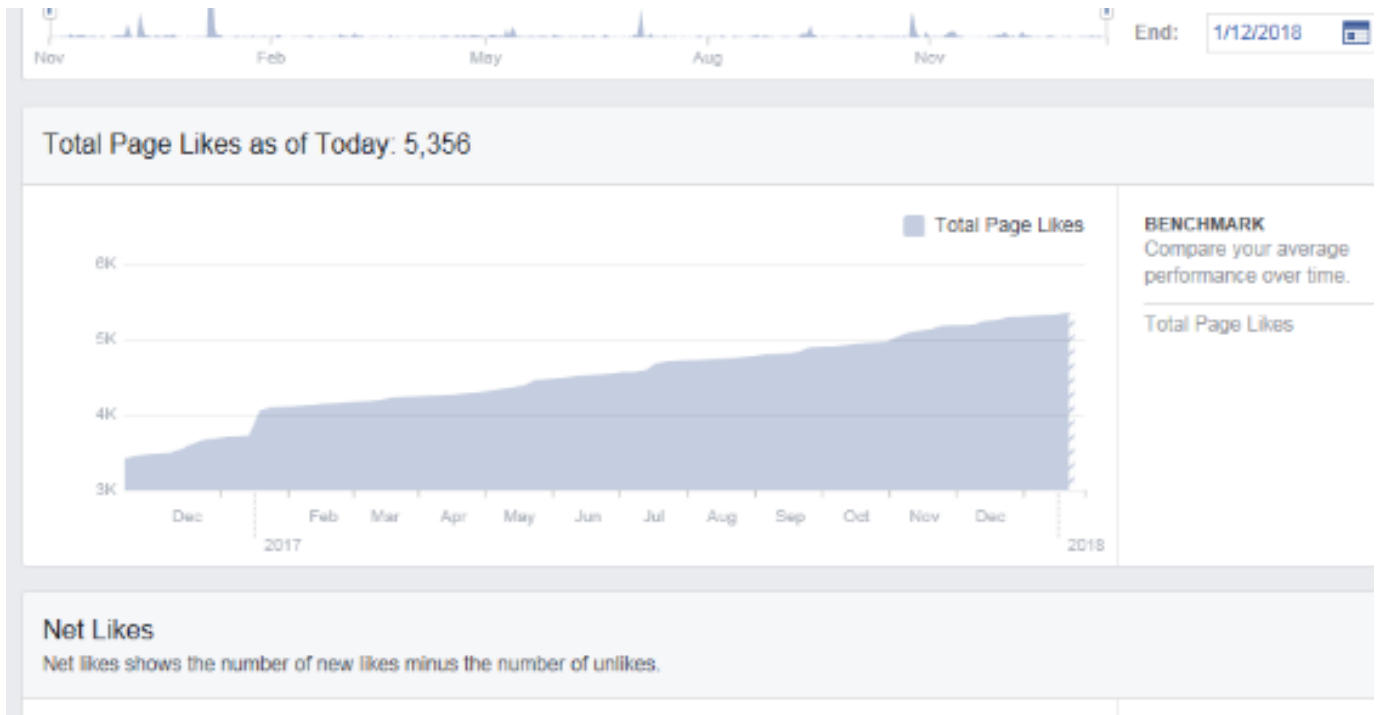 Nov Feb May Aug Nov
End: 1/12/2018
Total Page Likes as of Today: 5,356
Total Page Likes
6K
5K
4K
3K
Dec Feb Mar Apr May Jun Jul Aug Sep Oct Nov Dec
2017 2018
BENCHMARK
Compare your average
performance over time.
Total Page Likes
Net Likes
Net likes shows the number of new likes minus the number of unlikes.